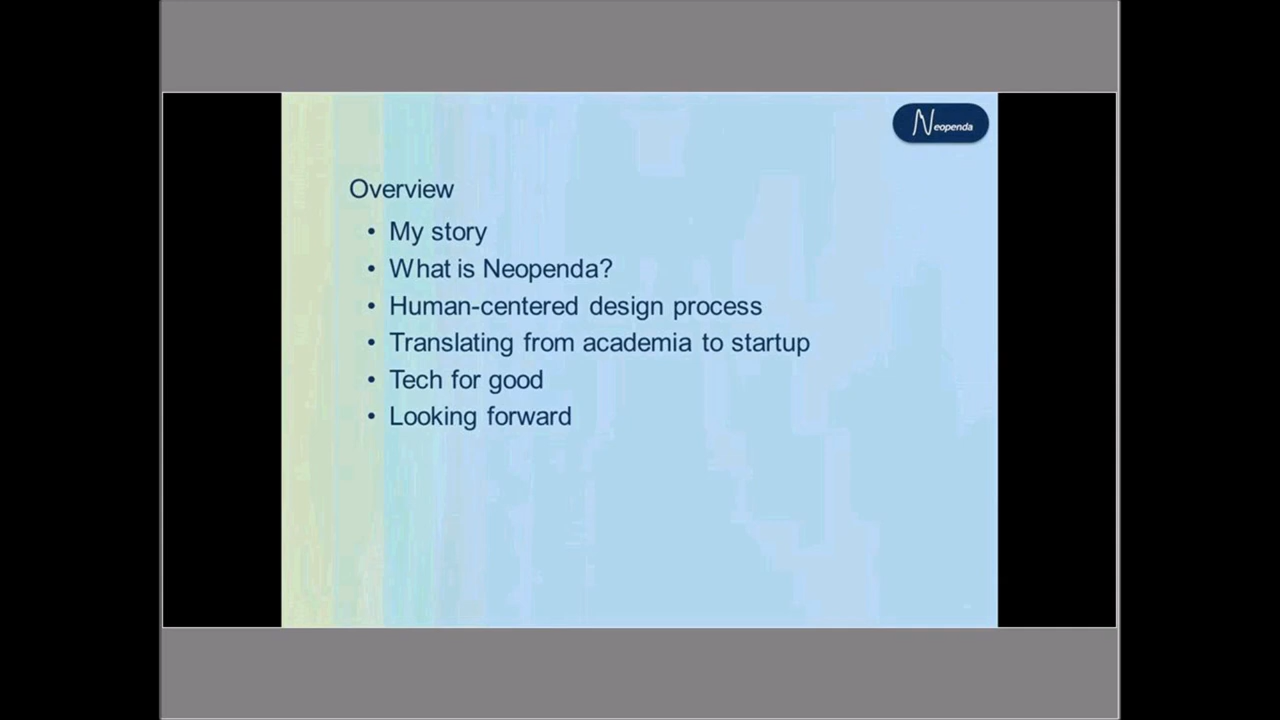 Neopenda
Overview
• My story
• What is Neopenda?
• Human-centered design process
• Translating from academia to startup
• Tech for good
• Looking forward